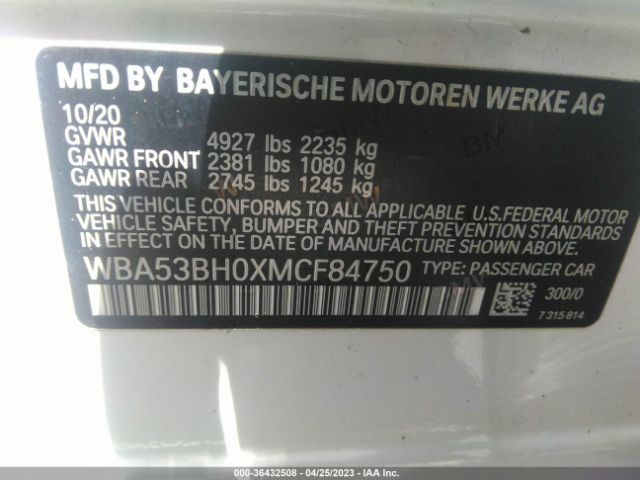 MFD BY BAYERISCHE MOTOREN WERKE AG
10/20
GVWR 4927 lbs 2235 kg
GAWR FRONT 2381 lbs 1080 kg
GAWR REAR 2745 lbs 1245 kg
THIS VEHICLE CONFORMS TO ALL APPLICABLE U.S.FEDERAL MOTOR
VEHICLE SAFETY, BUMPER AND THEFT PREVENTION STANDARDS
IN EFFECT ON THE DATE OF MANUFACTURE SHOWN ABOVE.
WBA53BH0XMCF84750 TYPE: PASSENGER CAR
300/0
7315814
000-36432508 - 04/25/2023 - IAA Inc.